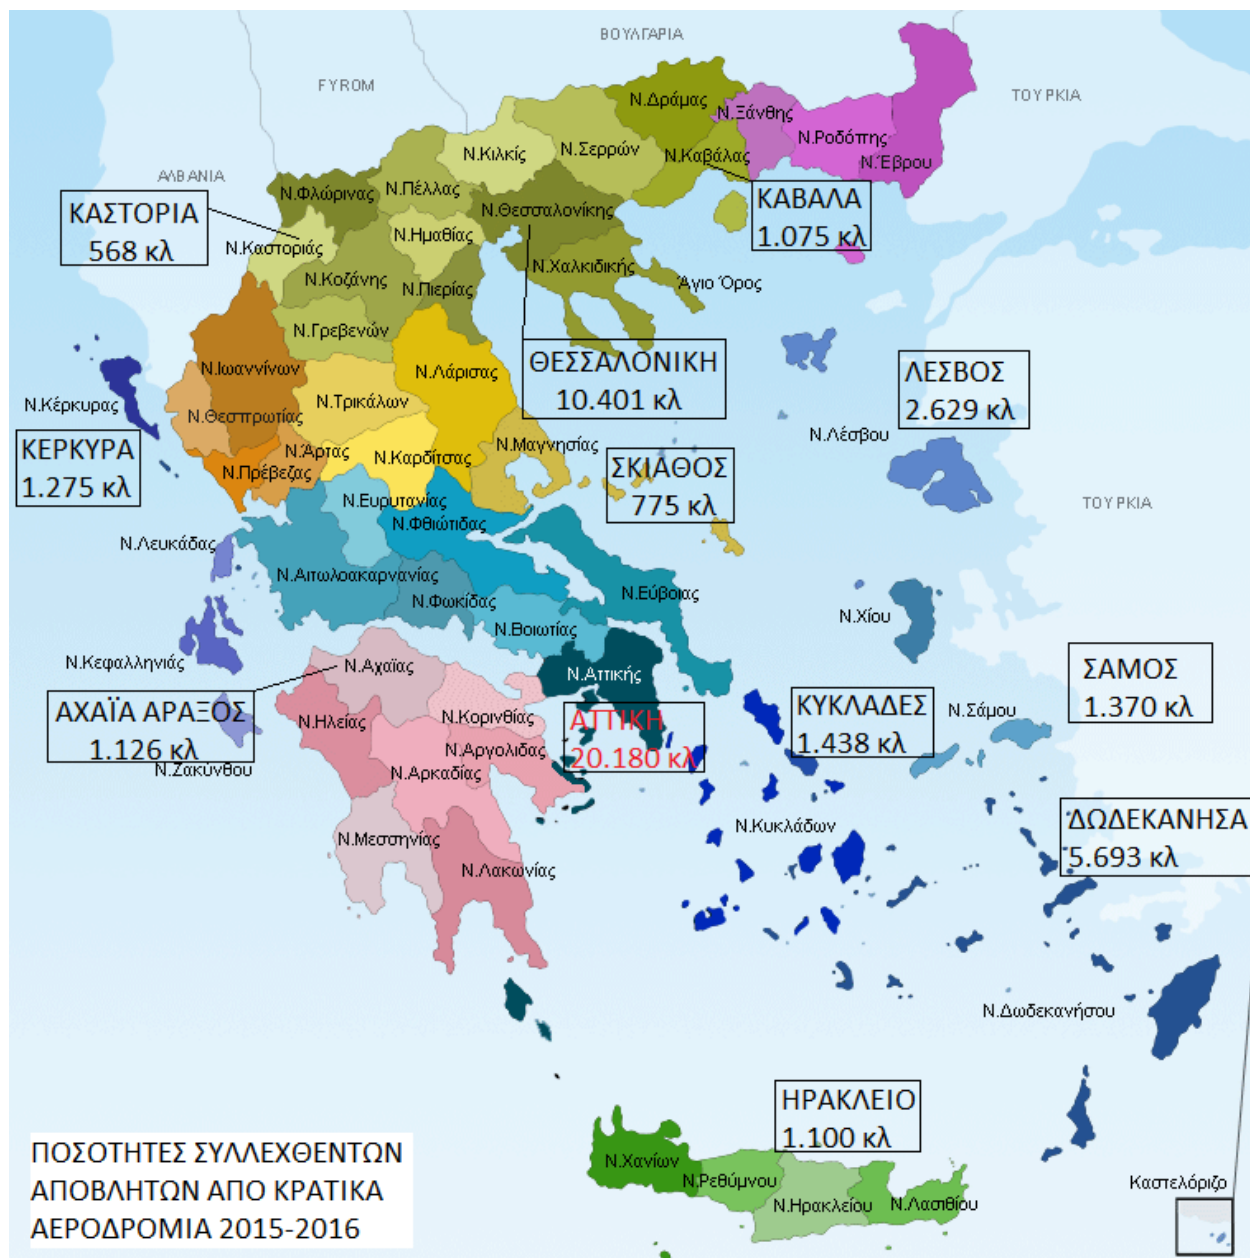 ΒΟΥΛΓΑΡΙΑ
FYROM
ΤΟΥΡΚΙΑ
Ν.Δράμας
Ν.Ξάνθης
Ν.Ροδόπης
Ν.Έβρου
Ν.Κιλκίς
Ν.Σερρών
Ν.Καβάλας
ΑΛΒΑΝΙΑ
Ν.Φλώρινας
Ν.Πέλλας
ΚΑΣΤΟΡΙΑ
568 κλ
ΚΑΒΑΛΑ
1.075 κλ
Ν.Θεσσαλονίκης
Ν.Καστοριάς
Ν.Ημαθίας
Ν.Κοζάνης
Ν.Πιερίας
Ν.Χαλκιδικής
Άγιο Όρος
Ν.Γρεβενών
ΘΕΣΣΑΛΟΝΙΚΗ
10.401 κλ
Ν.Ιωαννίνων
Ν.Λάρισας
ΛΕΣΒΟΣ
2.629 κλ
Ν.Κέρκυρας
Ν.Θεσπρωτίας
Ν.Τρικάλων
Ν.Λέσβου
ΚΕΡΚΥΡΑ
1.275 κλ
Ν.Άρτας
Ν.Πρέβεζας
Ν.Καρδίτσας
Ν.Μαγνησίας
ΣΚΙΑΘΟΣ
775 κλ
Ν.Ευρυτανίας
Ν.Φθιώτιδας
ΤΟΥΡΚΙΑ
Ν.Λευκάδας
Ν.Αιτωλοακαρνανίας
Ν.Φωκίδας
Ν.Εύβοιας
Ν.Βοιωτίας
Ν.Χίου
Ν.Κεφαλληνιάς
Ν.Αχαΐας
Ν.Αττικής
ΣΑΜΟΣ
1.370 κλ
ΑΧΑΪΑ ΑΡΑΞΟΣ
1.126 κλ
Ν.Ζακύνθου
Ν.Ηλείας
Ν.Κορινθίας
ΑΤΤΙΚΗ
20.180 κλ
ΚΥΚΛΑΔΕΣ
1.438 κλ
Ν.Σάμου
Ν.Αργολιδας
Ν.Αρκαδίας
Ν.Μεσσηνίας
Ν.Λακωνίας
Ν.Κυκλάδων
ΔΩΔΕΚΑΝΗΣΑ
5.693 κλ
Ν.Δωδεκανήσου
ΗΡΑΚΛΕΙΟ
1.100 κλ
Ν.Χανίων
Ν.Ρεθύμνου
Ν.Ηρακλείου
Ν.Λασιθίου
Καστελόριζο
ΠΟΣΟΤΗΤΕΣ ΣΥΛΛΕΧΘΕΝΤΩΝ
ΑΠΟΒΛΗΤΩΝ ΑΠΟ ΚΡΑΤΙΚΑ
ΑΕΡΟΔΡΟΜΙΑ 2015-2016